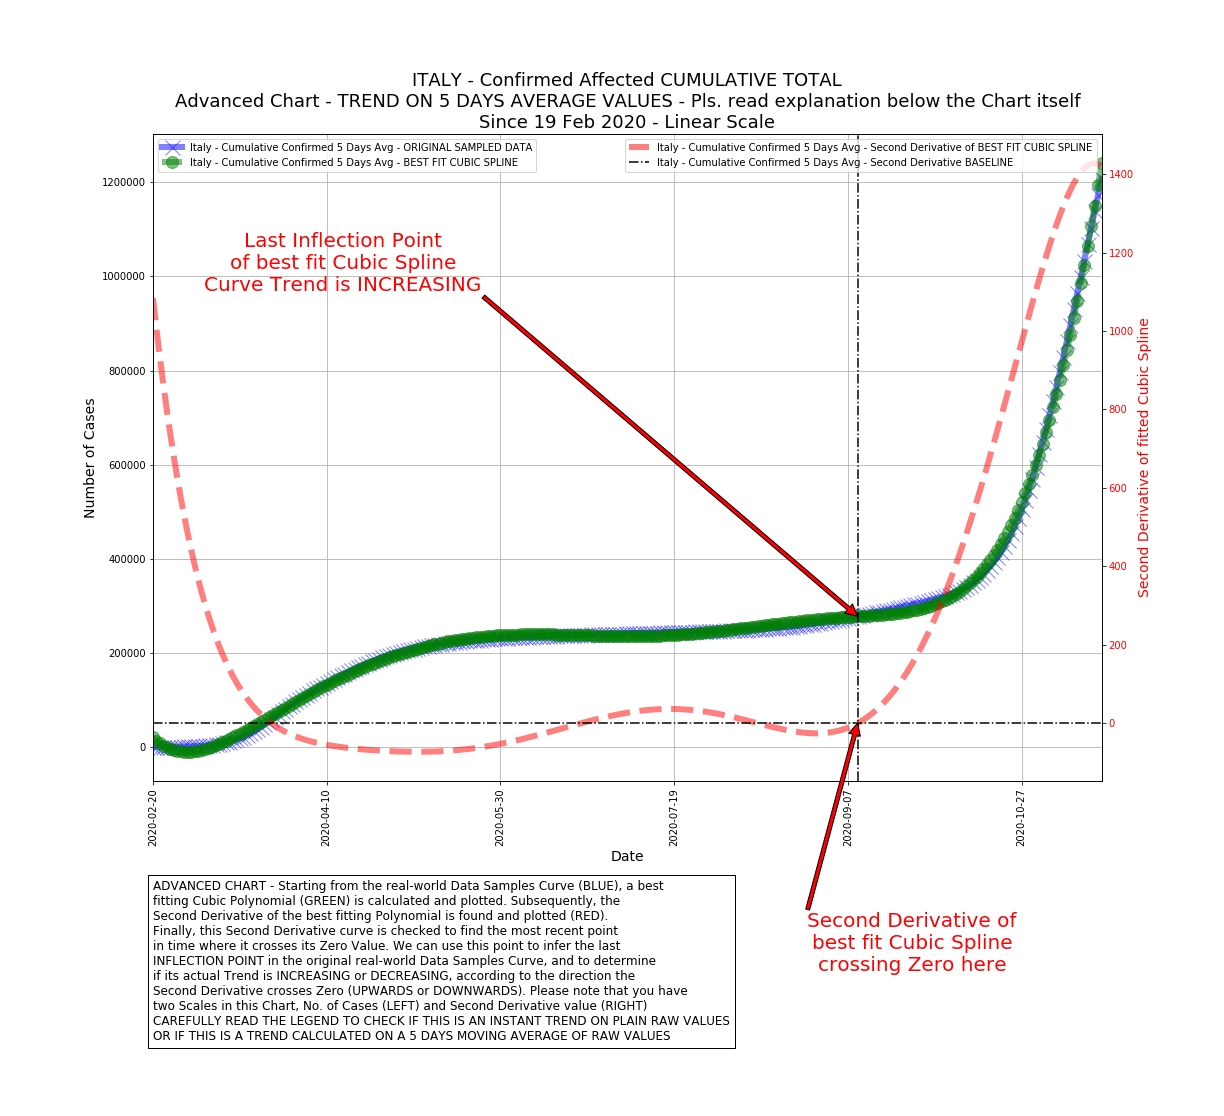 ITALY - Confirmed Affected CUMULATIVE TOTAL
Advanced Chart - TREND ON 5 DAYS AVERAGE VALUES - Pls. read explanation below the Chart itself
Since 19 Feb 2020 - Linear Scale
Italy - Cumulative Confirmed 5 Days Avg - ORIGINAL SAMPLED DATA
Italy - Cumulative Confirmed 5 Days Avg - BEST FIT CUBIC SPLINE
Italy - Cumulative Confirmed 5 Days Avg - Second Derivative of BEST FIT CUBIC SPLINE
Italy - Cumulative Confirmed 5 Days Avg - Second Derivative BASELINE
Last Inflection Point
of best fit Cubic Spline
Curve Trend is INCREASING
Number of Cases
1200000
1000000
800000
600000
400000
200000
0
1400
1200
1000
800
600
400
200
0
Second Derivative of fitted Cubic Spline
2020-02-20
2020-04-10
2020-05-30
2020-07-19
2020-09-07
2020-10-27
Date
Second Derivative of
best fit Cubic Spline
crossing Zero here
ADVANCED CHART - Starting from the real-world Data Samples Curve (BLUE), a best
fitting Cubic Polynomial (GREEN) is calculated and plotted. Subsequently, the
Second Derivative of the best fitting Polynomial is found and plotted (RED).
Finally, this Second Derivative curve is checked to find the most recent point
in time where it crosses its Zero Value. We can use this point to infer the last
INFLECTION POINT in the original real-world Data Samples Curve, and to determine
if its actual Trend is INCREASING or DECREASING, according to the direction the
Second Derivative crosses Zero (UPWARDS or DOWNWARDS). Please note that you have
two Scales in this Chart, No. of Cases (LEFT) and Second Derivative value (RIGHT)
CAREFULLY READ THE LEGEND TO CHECK IF THIS IS AN INSTANT TREND ON PLAIN RAW VALUES
OR IF THIS IS A TREND CALCULATED ON A 5 DAYS MOVING AVERAGE OF RAW VALUES